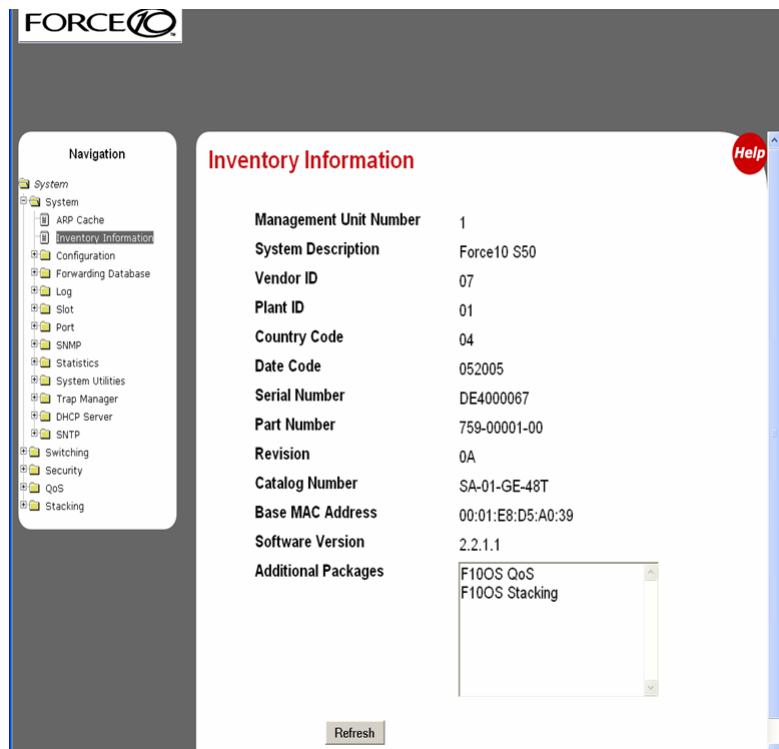 FORCE10
Navigation
System
System
ARP Cache
Inventory Information
Configuration
Forwarding Database
Log
Slot
Port
SNMP
Statistics
System Utilities
Trap Manager
DHCP Server
SNTP
Switching
Security
QoS
Stacking
Inventory Information
Help
Management Unit Number 1
System Description Force10 S50
Vendor ID 07
Plant ID 01
Country Code 04
Date Code 052005
Serial Number DE4000067
Part Number 759-00001-00
Revision 0A
Catalog Number SA-01-GE-48T
Base MAC Address 00:01:E8:D5:A0:39
Software Version 2.2.1.1
Additional Packages F10OS QoS
F10OS Stacking
Refresh